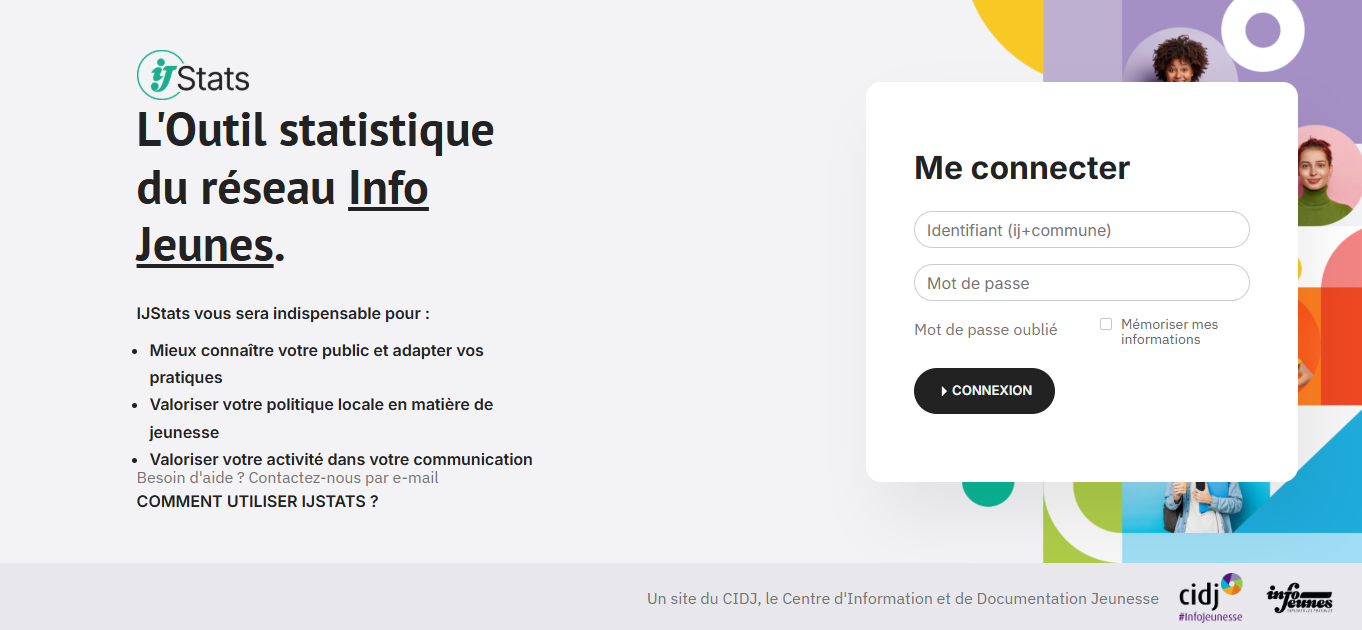 iJ Stats
L'Outil statistique
du réseau Info
Jeunes.
IJStats vous sera indispensable pour :
• Mieux connaître votre public et adapter vos
pratiques
• Valoriser votre politique locale en matière de
jeunesse
• Valoriser votre activité dans votre communication
Besoin d'aide ? Contactez-nous par e-mail
COMMENT UTILISER IJSTATS ?
Me connecter
Identifiant (ij+commune)
Mot de passe
Mot de passe oublié
Mémoriser mes
informations
CONNEXION
Un site du CIDJ, le Centre d'Information et de Documentation Jeunesse
cidj
#infojeunesse
info
jeunes